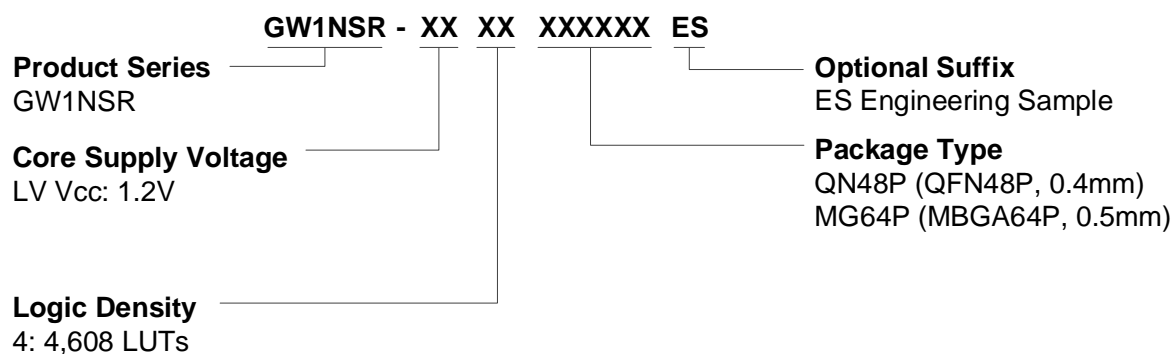 GW1NSR - XX XX XXXXXX ES
Product Series
GW1NSR
Core Supply Voltage
LV Vcc: 1.2V
Logic Density
4: 4,608 LUTs
Optional Suffix
ES Engineering Sample
Package Type
QN48P (QFN48P, 0.4mm)
MG64P (MBGA64P, 0.5mm)